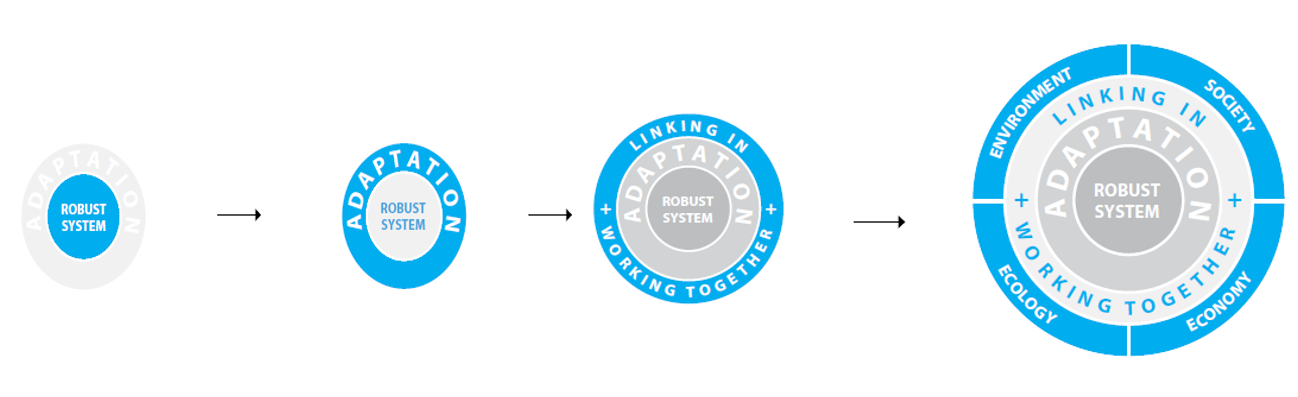 ADAPTATION
ROBUST
SYSTEM
ADAPTATION
ROBUST
SYSTEM
LINKING IN
ADAPTATION
ROBUST
SYSTEM
+ +
WORKING TOGETHER
ENVIRONMENT
SOCIETY
LINKING IN
ADAPTATION
ROBUST
SYSTEM
+ +
WORKING TOGETHER
ECOLOGY
ECONOMY